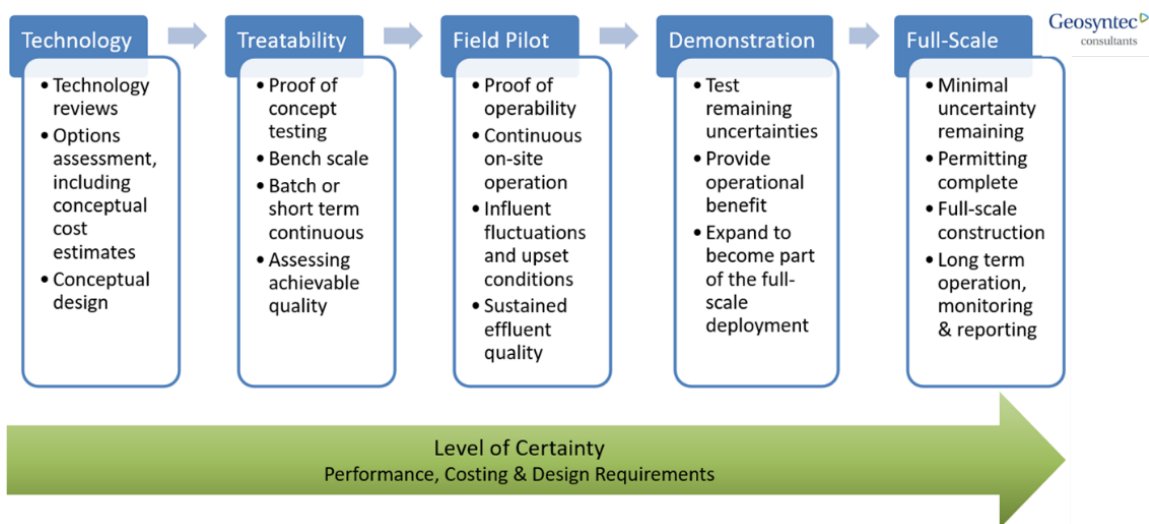 Geosyntec
consultants
Technology
• Technology
reviews
• Options
assessment,
including
conceptual
cost
estimates
• Conceptual
design
Treatability
• Proof of
concept
testing
• Bench scale
• Batch or
short term
continuous
• Assessing
achievable
quality
Field Pilot
• Proof of
operability
• Continuous
on-site
operation
• Influent
fluctuations
and upset
conditions
• Sustained
effluent
quality
Demonstration
• Test
remaining
uncertainties
• Provide
operational
benefit
• Expand to
become part
of the full-
scale
deployment
Full-Scale
• Minimal
uncertainty
remaining
• Permitting
complete
• Full-scale
construction
• Long term
operation,
monitoring
& reporting
Level of Certainty
Performance, Costing & Design Requirements